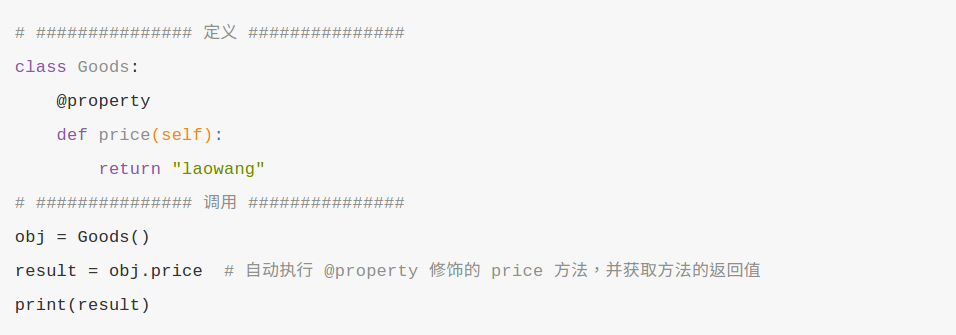 # ############### 定义 ###############
class Goods:
    @property
    def price(self):
        return "laowang"
# ############### 调用 ###############
obj = Goods()
result = obj.price  # 自动执行 @property 修饰的 price 方法，并获取方法的返回值
print(result)